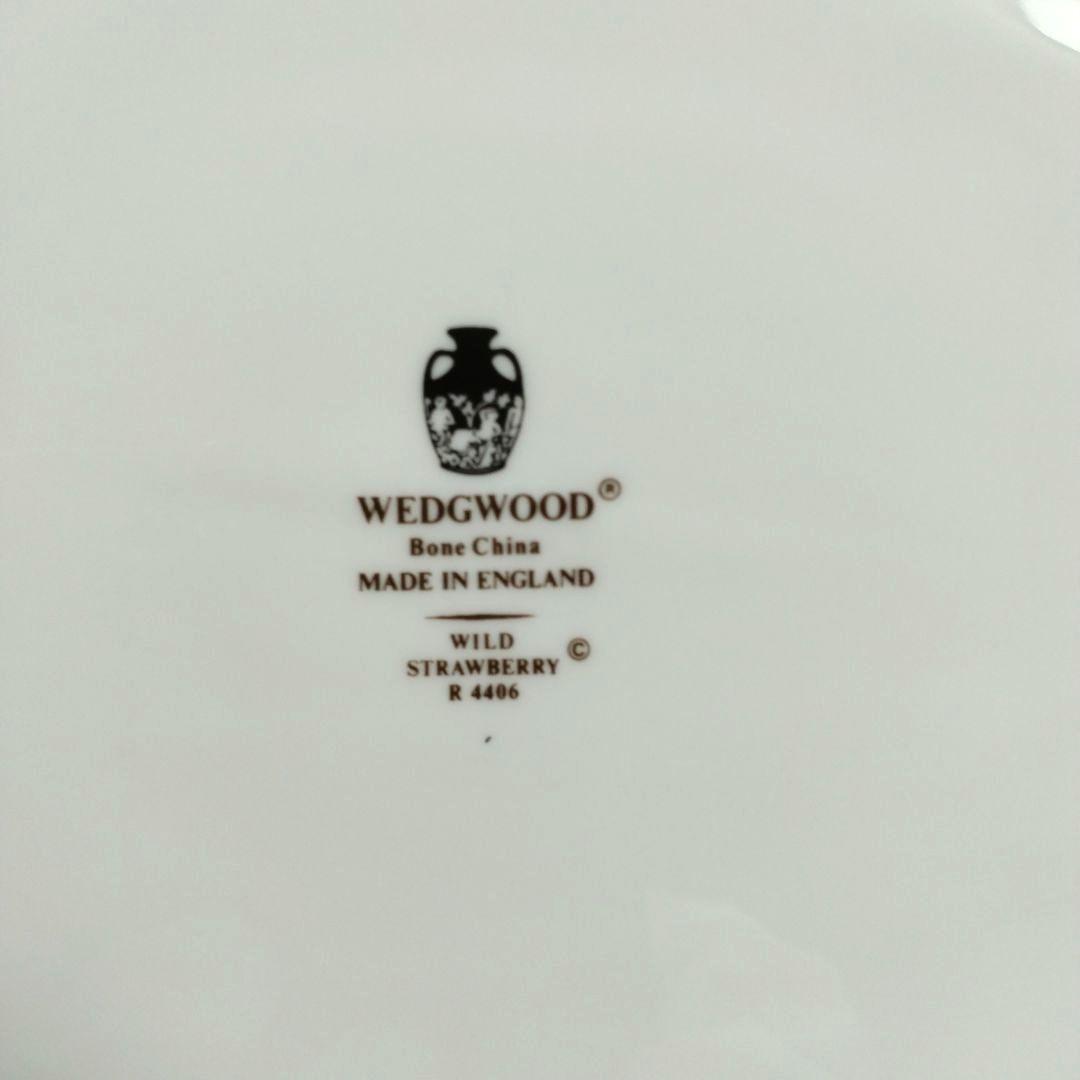 WEDGWOOD®
Bone China
MADE IN ENGLAND
WILD
STRAWBERRY ©
R 4406